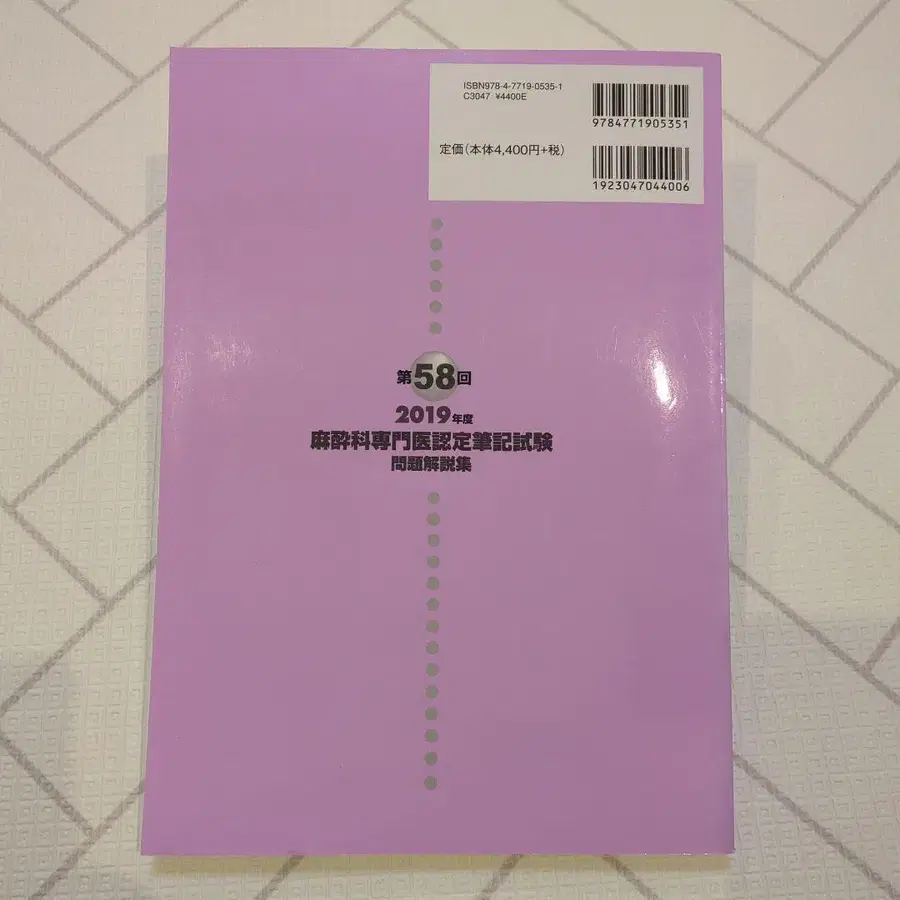 ISBN978-4-7719-0535-1
C3047 ¥4400E
9784771905351
定価(本体4,400円+税)
1923047044006
第58回
2019年度
麻酔科専門医認定筆記試験
問題解説集